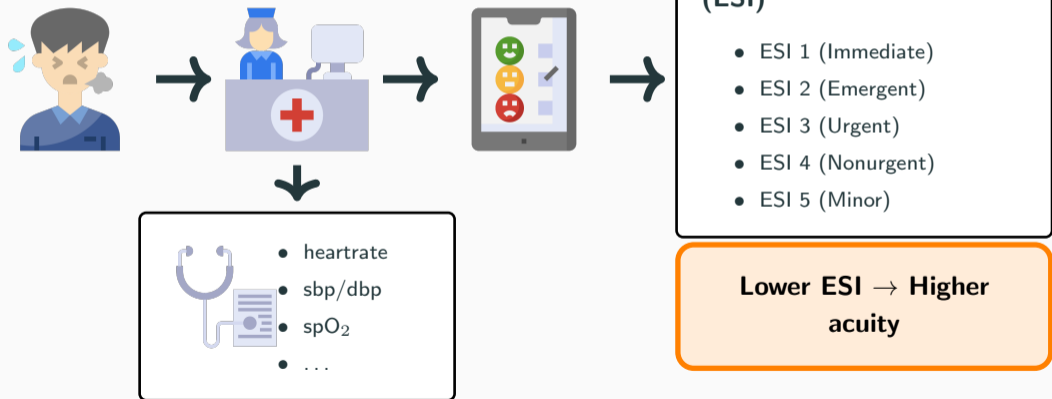 (ESI)
• ESI 1 (Immediate)
• ESI 2 (Emergent)
• ESI 3 (Urgent)
• ESI 4 (Nonurgent)
• ESI 5 (Minor)
Lower ESI → Higher
acuity
• heartrate
• sbp/dbp
• spO₂
• . . .